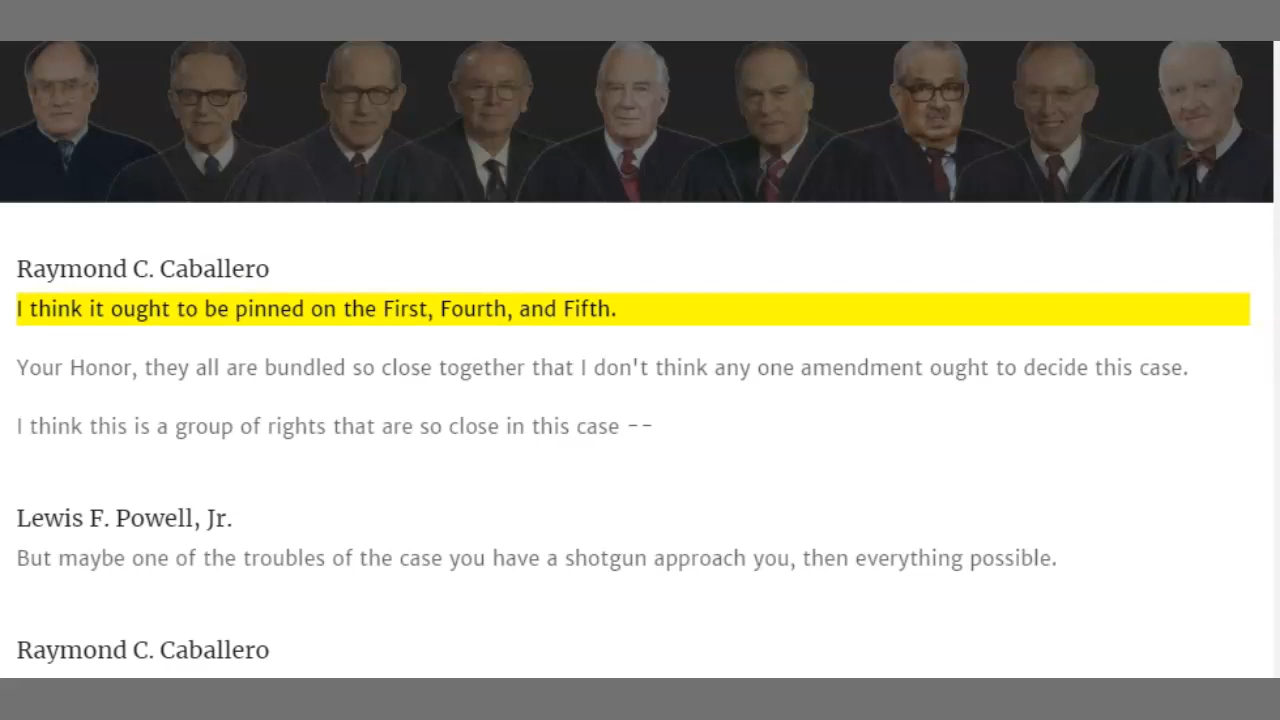 Raymond C. Caballero
I think it ought to be pinned on the First, Fourth, and Fifth.
Your Honor, they all are bundled so close together that I don't think any one amendment ought to decide this case.
I think this is a group of rights that are so close in this case --
Lewis F. Powell, Jr.
But maybe one of the troubles of the case you have a shotgun approach you, then everything possible.
Raymond C. Caballero